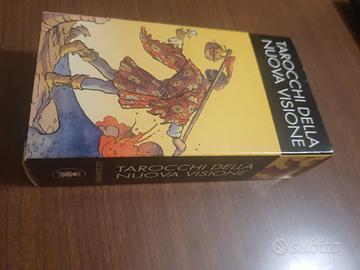 TAROCCHI DELLA
NUOVA VISIONE
TAROCCHI DELLA
NUOVA VISIONE
subito